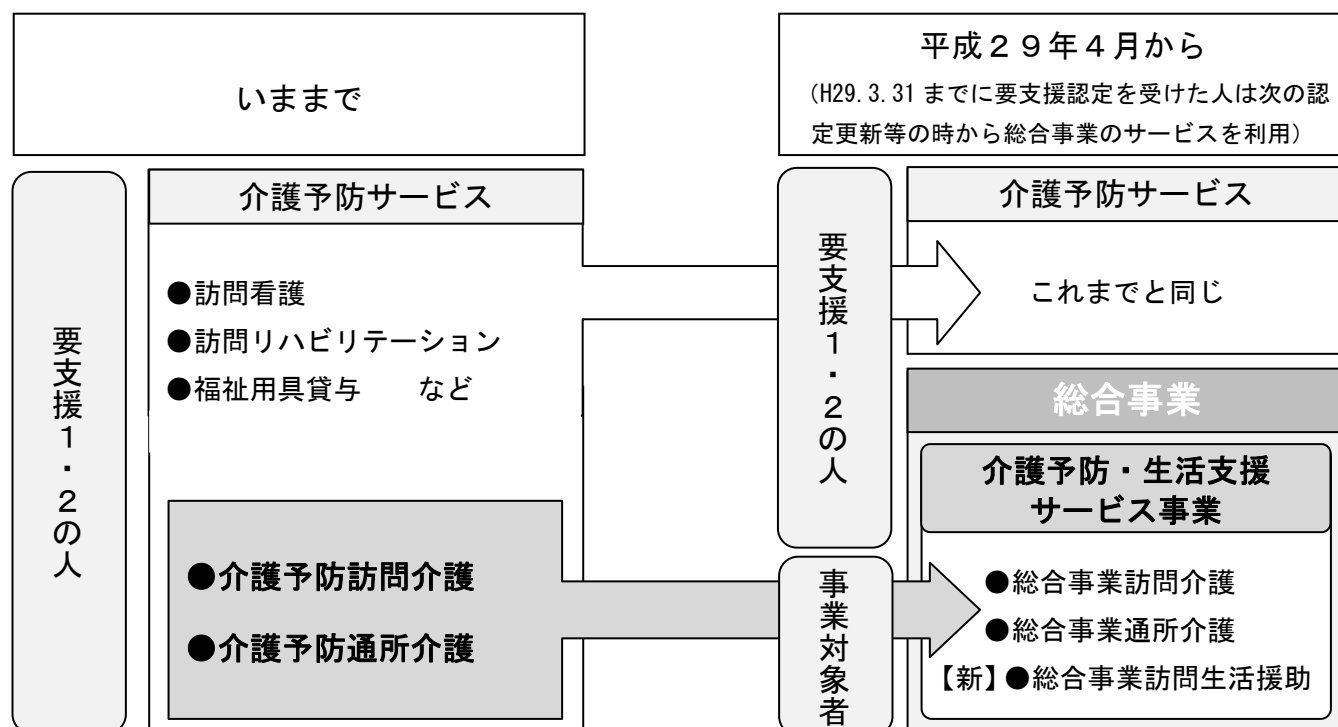 いままで
平成２９年４月から
(H29.3.31 までに要支援認定を受けた人は次の認
定更新等の時から総合事業のサービスを利用)
要支援１・２の人
介護予防サービス
●訪問看護
●訪問リハビリテーション
●福祉用具貸与　　など
●介護予防訪問介護
●介護予防通所介護
要支援１・２の人
事業対象者
介護予防サービス
これまでと同じ
総合事業
介護予防・生活支援
サービス事業
●総合事業訪問介護
●総合事業通所介護
【新】●総合事業訪問生活援助